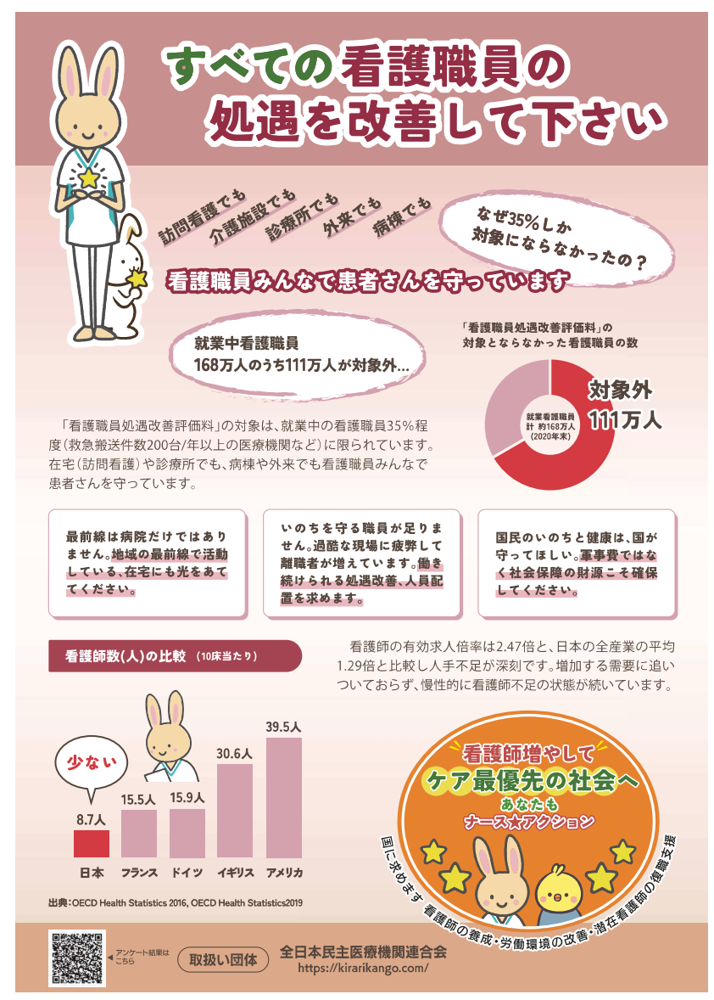 すべての看護職員の
処遇を改善して下さい
訪問看護でも
介護施設でも
診療所でも
外来でも
病棟でも
なぜ35%しか
対象にならなかったの？
看護職員みんなで患者さんを守っています
就業中看護職員
168万人のうち111万人が対象外…
「看護職員処遇改善評価料」の
対象とならなかった看護職員の数
対象外
111万人
就業看護職員
計 約168万人
(2020年末)
「看護職員処遇改善評価料」の対象は、就業中の看護職員35%程
度（救急搬送件数200台/年以上の医療機関など）に限られています。
在宅（訪問看護）や診療所でも、病棟や外来でも看護職員みんなで
患者さんを守っています。
最前線は病院だけではあり
ません。地域の最前線で活動
している、在宅にも光をあて
てください。
いのちを守る職員が足りま
せん。過酷な現場に疲弊して
離職者が増えています。働き
続けられる処遇改善、人員配
置を求めます。
国民のいのちと健康は、国が
守ってほしい。軍事費ではな
く社会保障の財源こそ確保
してください。
看護師数(人)の比較 （10床当たり）
看護師の有効求人倍率は2.47倍と、日本の全産業の平均
1.29倍と比較し人手不足が深刻です。増加する需要に追い
ついておらず、慢性的に看護師不足の状態が続いています。
少ない
8.7人
15.5人
15.9人
30.6人
39.5人
日本
フランス
ドイツ
イギリス
アメリカ
出典：OECD Health Statistics 2016, OECD Health Statistics2019
看護師増やして
ケア最優先の社会へ
あなたも
ナース★アクション
国に求めます 看護師の養成・労働環境の改善・潜在看護師の復職支援
◀アンケート結果は
こちら
取扱い団体
全日本民主医療機関連合会
https://kirarikango.com/